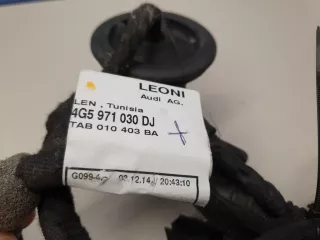 LEONI
Audi AG.
LEN . Tunisia
4G5 971 030 DJ
TAB 010 403 BA
G099- 12.14 20:43:10